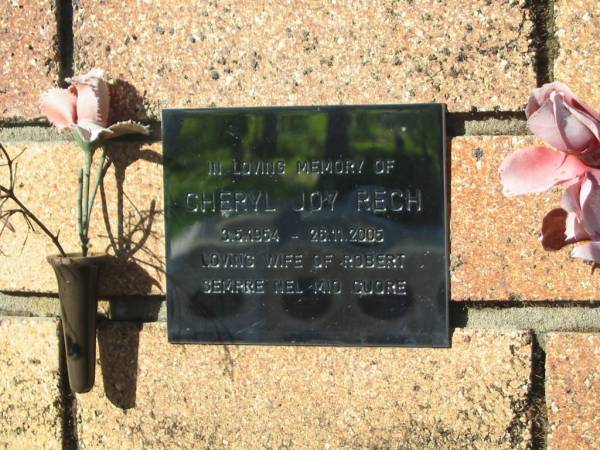 IN LOVING MEMORY OF
CHERYL JOY RECH
3.5.1954 - 26.11.2005
LOVING WIFE OF ROBERT
SEMPRE NEL MIO CUORE